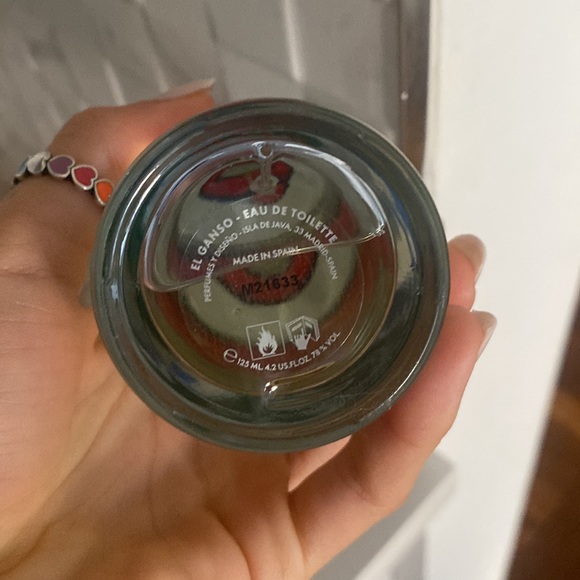 EL GANSO - EAU DE TOILETTE
PERFUMES Y DISEÑO - ISLA DE JAVA, 33 MADRID-SPAIN
MADE IN SPAIN
M21633
e 125 ML 4.2 US.FL.OZ. 78 % VOL